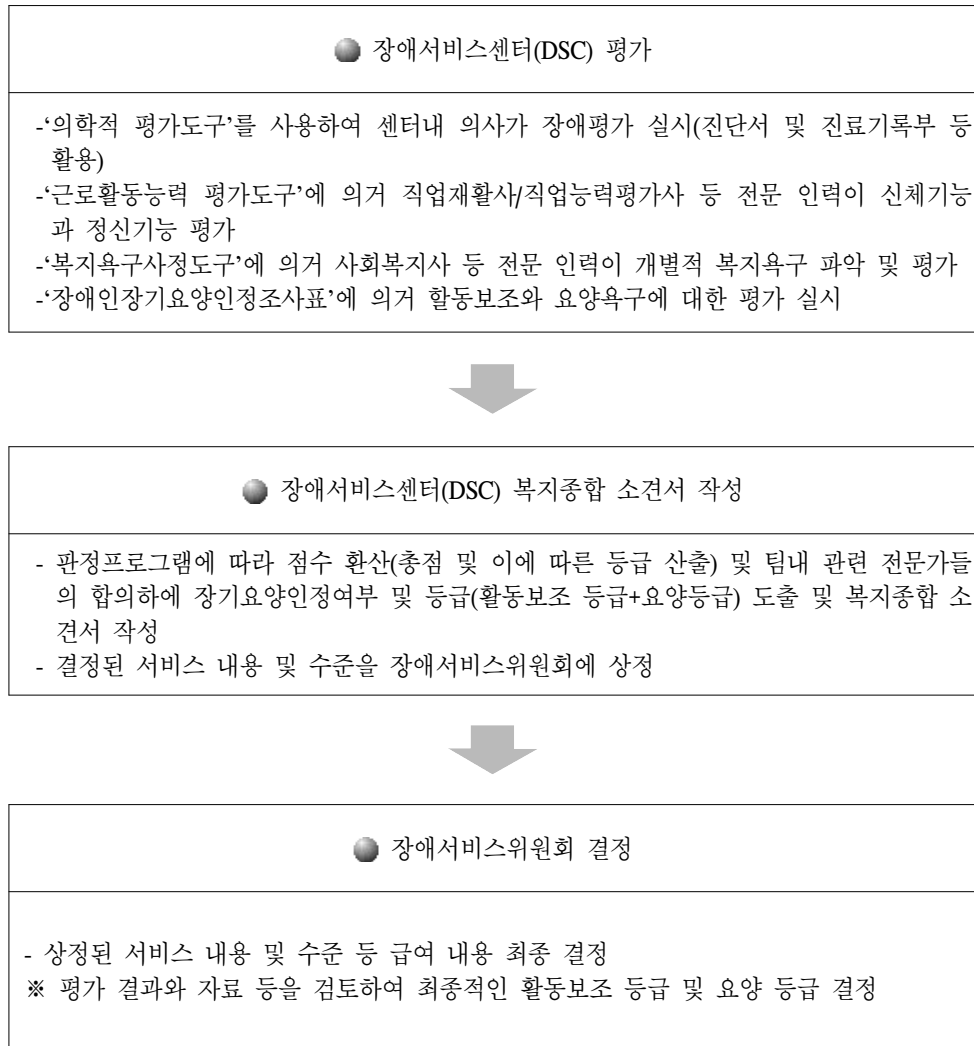 ● 장애서비스센터(DSC) 평가
-‘의학적 평가도구’를 사용하여 센터내 의사가 장애평가 실시(진단서 및 진료기록부 등
활용)
-‘근로활동능력 평가도구’에 의거 직업재활사/직업능력평가사 등 전문 인력이 신체기능
과 정신기능 평가
-‘복지욕구사정도구’에 의거 사회복지사 등 전문 인력이 개별적 복지욕구 파악 및 평가
-‘장애인장기요양인정조사표’에 의거 할동보조와 요양욕구에 대한 평가 실시
● 장애서비스센터(DSC) 복지종합 소견서 작성
- 판정프로그램에 따라 점수 환산(총점 및 이에 따른 등급 산출) 및 팀내 관련 전문가들
의 합의하에 장기요양인정여부 및 등급(활동보조 등급+요양등급) 도출 및 복지종합 소
견서 작성
- 결정된 서비스 내용 및 수준을 장애서비스위원회에 상정
● 장애서비스위원회 결정
- 상정된 서비스 내용 및 수준 등 급여 내용 최종 결정
※ 평가 결과와 자료 등을 검토하여 최종적인 활동보조 등급 및 요양 등급 결정